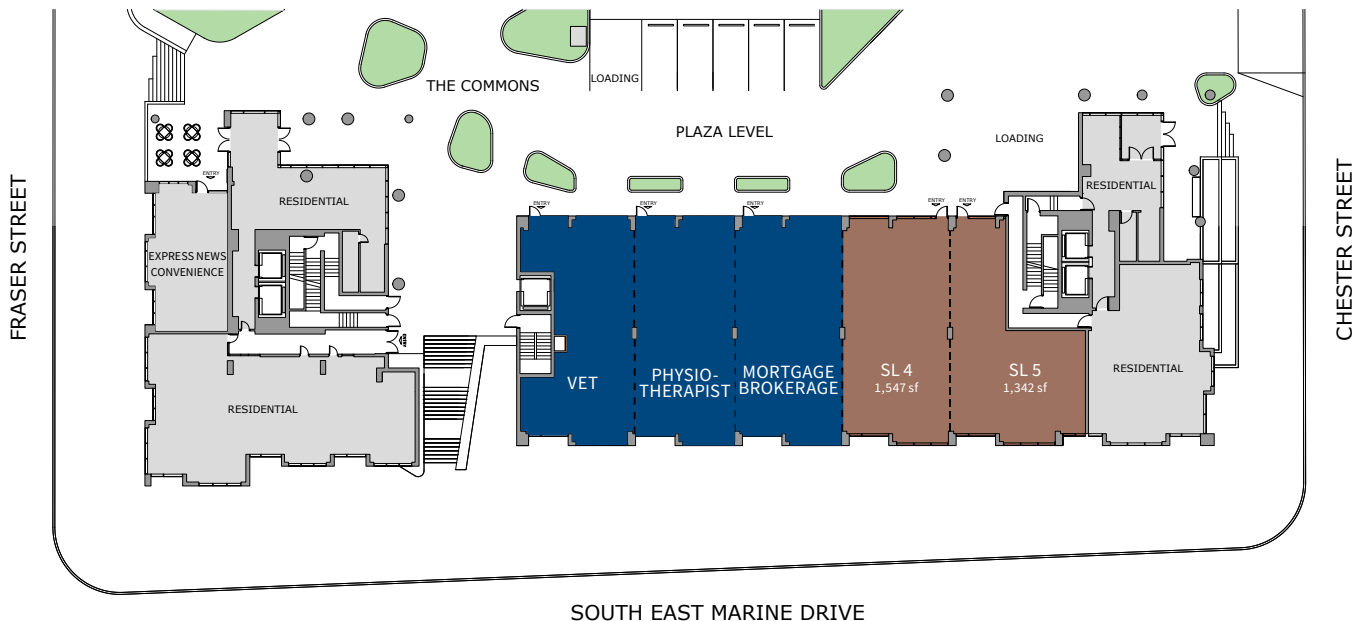 LOADING
THE COMMONS
PLAZA LEVEL
LOADING
ENTRY
RESIDENTIAL
RESIDENTIAL
ENTRY
ENTRY
ENTRY
ENTRY
ENTRY
EXPRESS NEWS
CONVENIENCE
FRASER STREET
CHESTER STREET
VET
PHYSIO-
THERAPIST
MORTGAGE
BROKERAGE
SL 4
1,547 sf
SL 5
1,342 sf
RESIDENTIAL
RESIDENTIAL
SOUTH EAST MARINE DRIVE